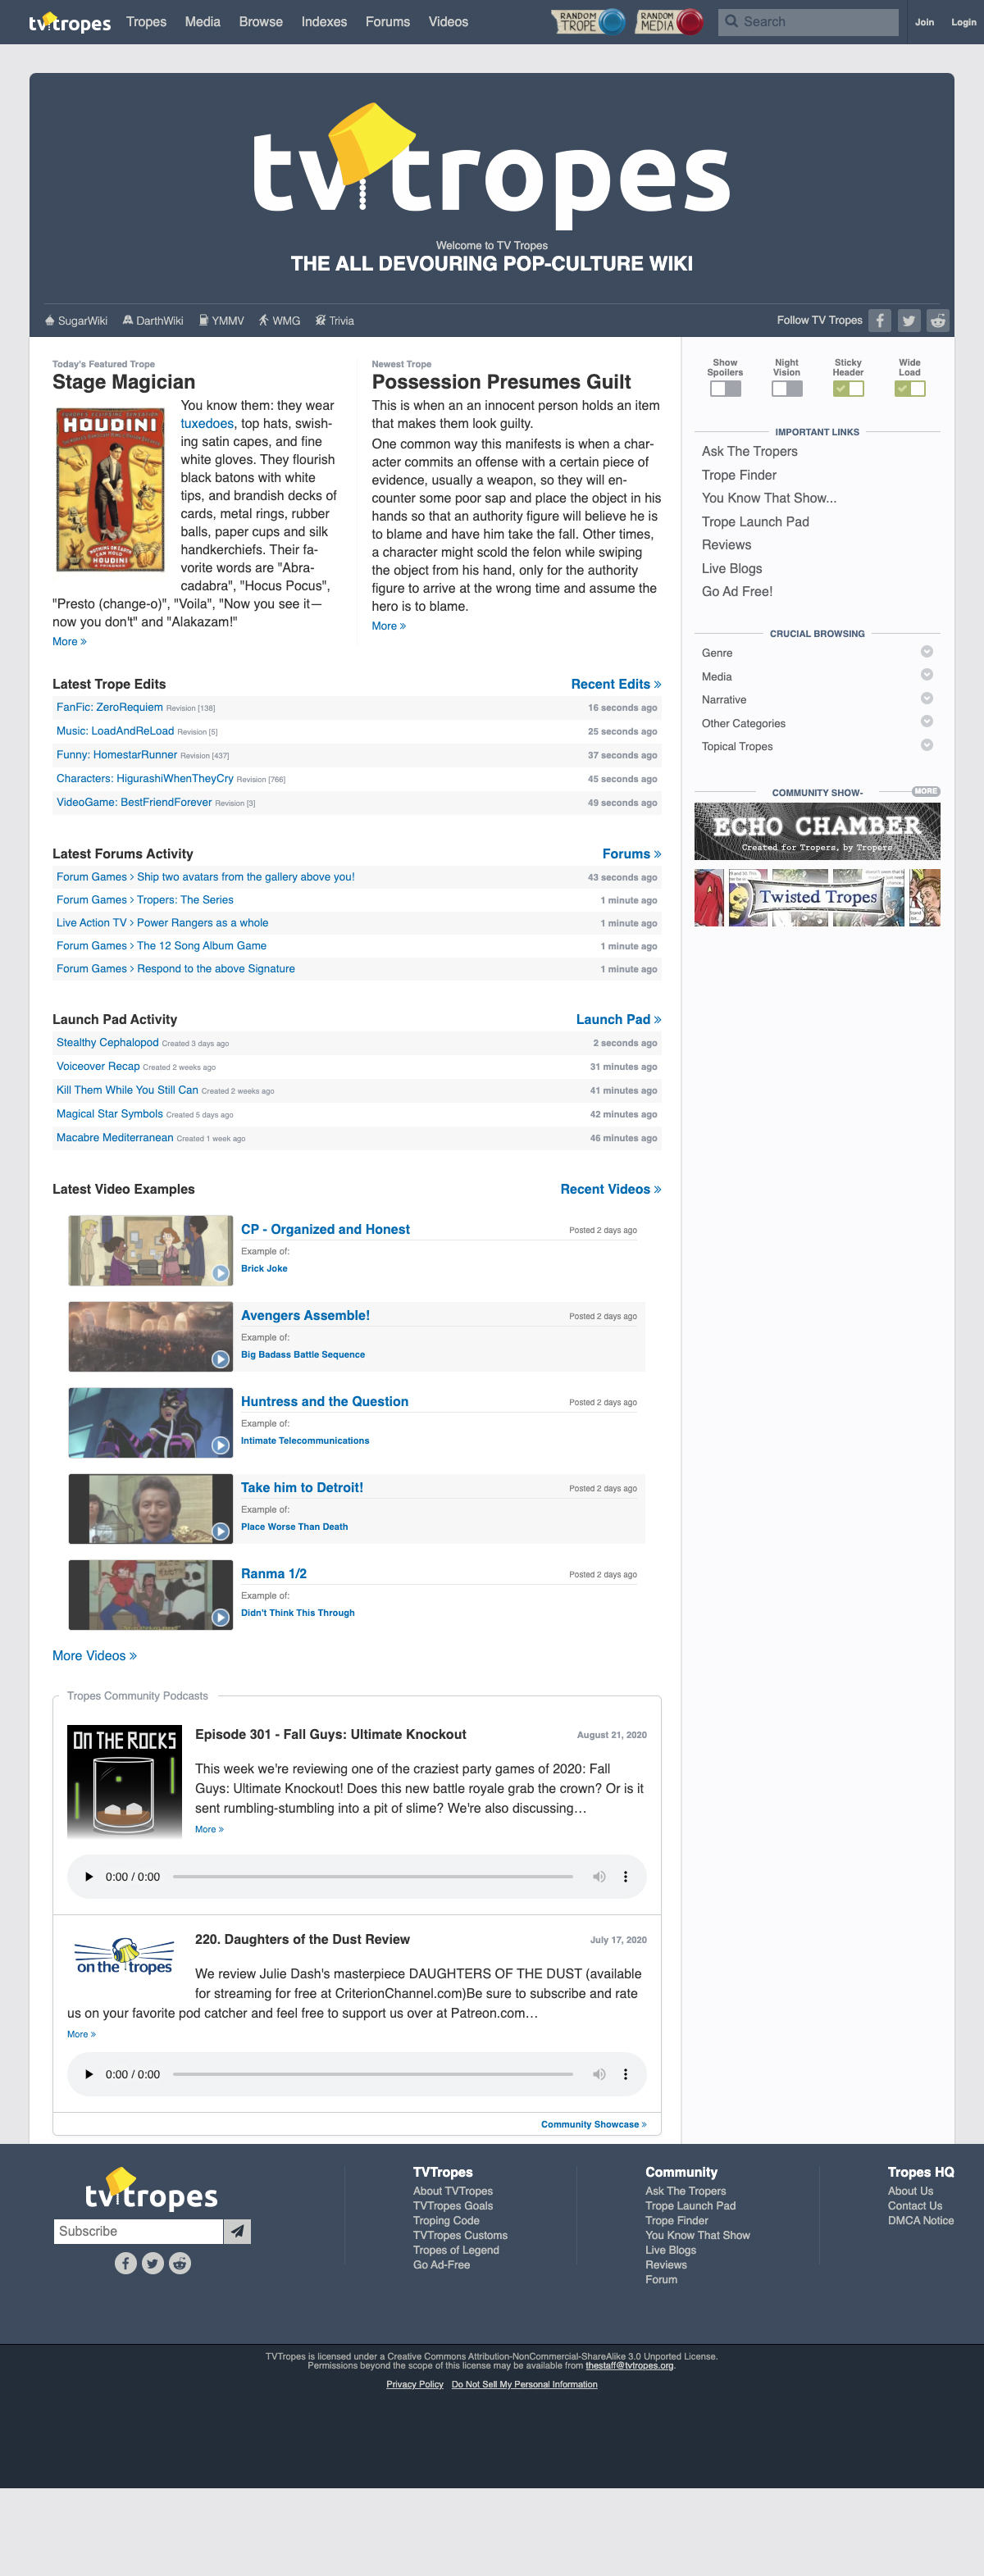 tvtropes Tropes Media Browse Indexes Forums Videos RANDOM TROPE RANDOM MEDIA Search Join Login
tvtropes
Welcome to TV Tropes
THE ALL DEVOURING POP-CULTURE WIKI
SugarWiki DarthWiki YMMV WMG Trivia Follow TV Tropes
Today's Featured Trope
Stage Magician
HOUDINI
NOTHING ON EARTH
CAN HOLD
HOUDINI
A PRISONER
You know them: they wear
tuxedoes, top hats, swish-
ing satin capes, and fine
white gloves. They flourish
black batons with white
tips, and brandish decks of
cards, metal rings, rubber
balls, paper cups and silk
handkerchiefs. Their fa-
vorite words are "Abra-
cadabra", "Hocus Pocus",
"Presto (change-o)", "Voila", "Now you see it—
now you don't" and "Alakazam!"
More »
Newest Trope
Possession Presumes Guilt
This is when an an innocent person holds an item
that makes them look guilty.
One common way this manifests is when a char-
acter commits an offense with a certain piece of
evidence, usually a weapon, so they will en-
counter some poor sap and place the object in his
hands so that an authority figure will believe he is
to blame and have him take the fall. Other times,
a character might scold the felon while swiping
the object from his hand, only for the authority
figure to arrive at the wrong time and assume the
hero is to blame.
More »
Show Spoilers
Night Vision
Sticky Header
Wide Load
IMPORTANT LINKS
Ask The Tropers
Trope Finder
You Know That Show...
Trope Launch Pad
Reviews
Live Blogs
Go Ad Free!
CRUCIAL BROWSING
Genre
Media
Narrative
Other Categories
Topical Tropes
COMMUNITY SHOW- MORE
ECHO CHAMBER
Created for Tropers, by Tropers
Twisted Tropes
Latest Trope Edits Recent Edits »
FanFic: ZeroRequiem Revision [138] 16 seconds ago
Music: LoadAndReLoad Revision [5] 25 seconds ago
Funny: HomestarRunner Revision [437] 37 seconds ago
Characters: HigurashiWhenTheyCry Revision [766] 45 seconds ago
VideoGame: BestFriendForever Revision [3] 49 seconds ago
Latest Forums Activity Forums »
Forum Games > Ship two avatars from the gallery above you! 43 seconds ago
Forum Games > Tropers: The Series 1 minute ago
Live Action TV > Power Rangers as a whole 1 minute ago
Forum Games > The 12 Song Album Game 1 minute ago
Forum Games > Respond to the above Signature 1 minute ago
Launch Pad Activity Launch Pad »
Stealthy Cephalopod Created 3 days ago 2 seconds ago
Voiceover Recap Created 2 weeks ago 31 minutes ago
Kill Them While You Still Can Created 2 weeks ago 41 minutes ago
Magical Star Symbols Created 5 days ago 42 minutes ago
Macabre Mediterranean Created 1 week ago 46 minutes ago
Latest Video Examples Recent Videos »
CP - Organized and Honest Posted 2 days ago
Example of:
Brick Joke
Avengers Assemble! Posted 2 days ago
Example of:
Big Badass Battle Sequence
Huntress and the Question Posted 2 days ago
Example of:
Intimate Telecommunications
Take him to Detroit! Posted 2 days ago
Example of:
Place Worse Than Death
Ranma 1/2 Posted 2 days ago
Example of:
Didn't Think This Through
More Videos »
Tropes Community Podcasts
ON THE ROCKS
Episode 301 - Fall Guys: Ultimate Knockout August 21, 2020
This week we're reviewing one of the craziest party games of 2020: Fall
Guys: Ultimate Knockout! Does this new battle royale grab the crown? Or is it
sent rumbling-stumbling into a pit of slime? We're also discussing…
More »
0:00 / 0:00
on the tropes
220. Daughters of the Dust Review July 17, 2020
We review Julie Dash's masterpiece DAUGHTERS OF THE DUST (available
for streaming for free at CriterionChannel.com)Be sure to subscribe and rate
us on your favorite pod catcher and feel free to support us over at Patreon.com…
More »
0:00 / 0:00
Community Showcase »
tvtropes
Subscribe
TVTropes
About TVTropes
TVTropes Goals
Troping Code
TVTropes Customs
Tropes of Legend
Go Ad-Free
Community
Ask The Tropers
Trope Launch Pad
Trope Finder
You Know That Show
Live Blogs
Reviews
Forum
Tropes HQ
About Us
Contact Us
DMCA Notice
TVTropes is licensed under a Creative Commons Attribution-NonCommercial-ShareAlike 3.0 Unported License.
Permissions beyond the scope of this license may be available from thestaff@tvtropes.org.
Privacy Policy Do Not Sell My Personal Information